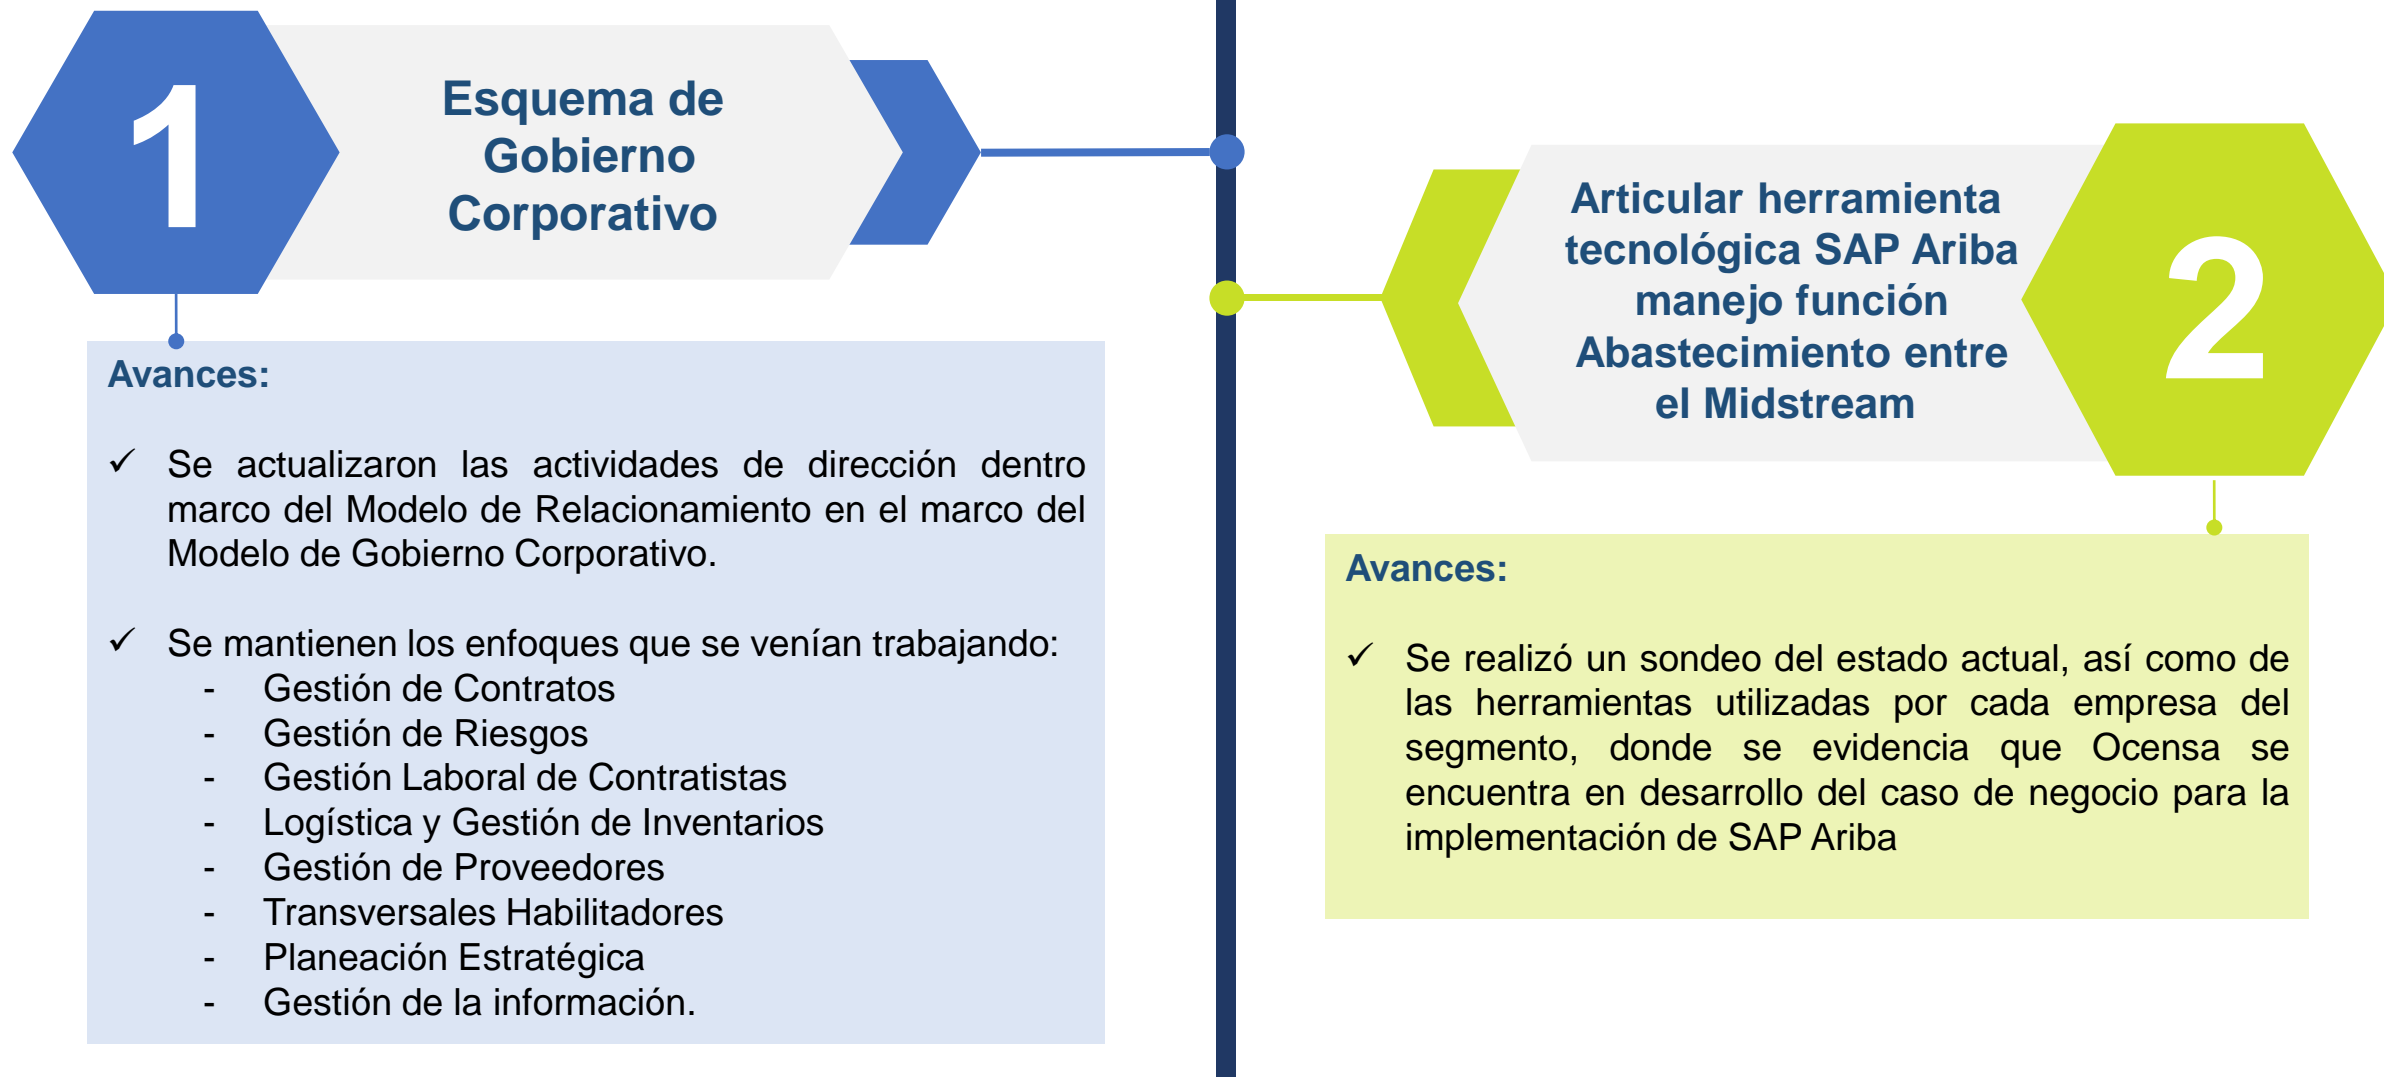 1
Esquema de
Gobierno
Corporativo
Avances:
✓ Se actualizaron las actividades de dirección dentro
marco del Modelo de Relacionamiento en el marco del
Modelo de Gobierno Corporativo.
✓ Se mantienen los enfoques que se venían trabajando:
- Gestión de Contratos
- Gestión de Riesgos
- Gestión Laboral de Contratistas
- Logística y Gestión de Inventarios
- Gestión de Proveedores
- Transversales Habilitadores
- Planeación Estratégica
- Gestión de la información.
Articular herramienta
tecnológica SAP Ariba
manejo función
Abastecimiento entre
el Midstream
2
Avances:
✓ Se realizó un sondeo del estado actual, así como de
las herramientas utilizadas por cada empresa del
segmento, donde se evidencia que Ocensa se
encuentra en desarrollo del caso de negocio para la
implementación de SAP Ariba